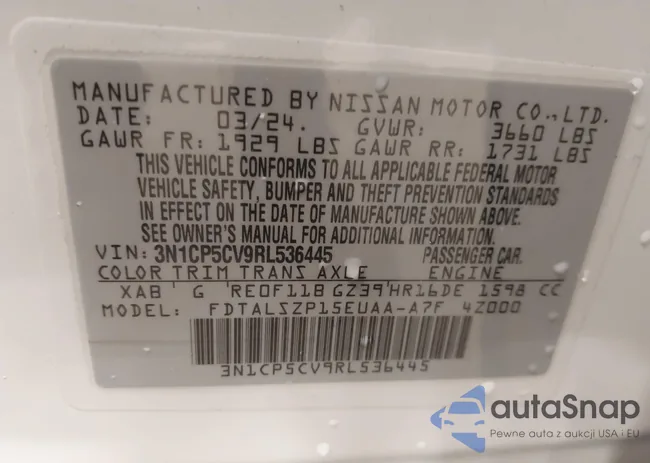 MANUFACTURED BY NISSAN MOTOR CO., LTD.
DATE: 03/24. GVWR: 3660 LBS
GAWR FR: 1929 LBS GAWR RR: 1731 LBS
THIS VEHICLE CONFORMS TO ALL APPLICABLE FEDERAL MOTOR
VEHICLE SAFETY, BUMPER AND THEFT PREVENTION STANDARDS
IN EFFECT ON THE DATE OF MANUFACTURE SHOWN ABOVE.
SEE OWNER'S MANUAL FOR ADDITIONAL INFORMATION.
VIN: 3N1CP5CV9RL536445 PASSENGER CAR.
COLOR TRIM TRANS AXLE ENGINE
XAB G RE0F11B GZ39 HR16DE 1598 CC
MODEL: FDTALSZP15EUAA-A7F 4Z000
3N1CP5CV9RL536445
autaSnap
Pewne auta z aukcji USA i EU